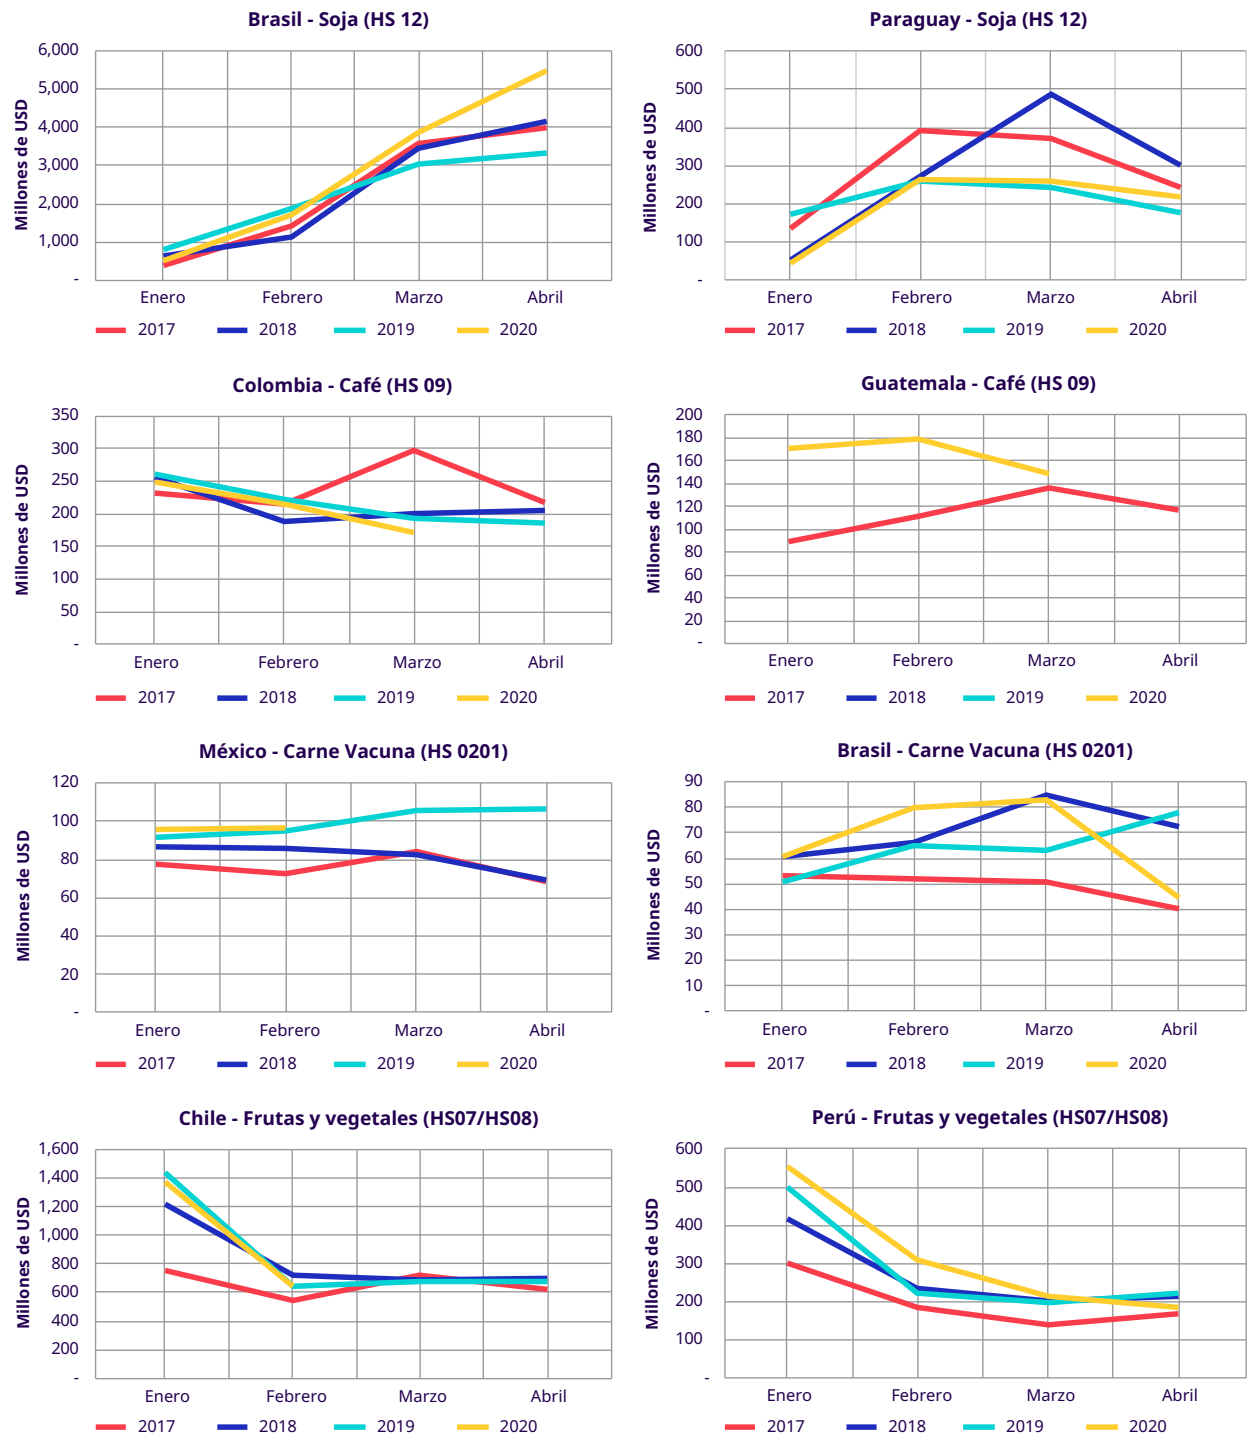 Brasil - Soja (HS 12)
Millones de USD
6,000
5,000
4,000
3,000
2,000
1,000
-
Enero Febrero Marzo Abril
2017 2018 2019 2020
Paraguay - Soja (HS 12)
Millones de USD
600
500
400
300
200
100
-
Enero Febrero Marzo Abril
2017 2018 2019 2020
Colombia - Café (HS 09)
Millones de USD
350
300
250
200
150
100
50
-
Enero Febrero Marzo Abril
2017 2018 2019 2020
Guatemala - Café (HS 09)
Millones de USD
200
180
160
140
120
100
80
60
40
20
-
Enero Febrero Marzo Abril
2017 2018 2019 2020
México - Carne Vacuna (HS 0201)
Millones de USD
120
100
80
60
40
20
-
Enero Febrero Marzo Abril
2017 2018 2019 2020
Brasil - Carne Vacuna (HS 0201)
Millones de USD
90
80
70
60
50
40
30
20
10
-
Enero Febrero Marzo Abril
2017 2018 2019 2020
Chile - Frutas y vegetales (HS07/HS08)
Millones de USD
1,600
1,400
1,200
1,000
800
600
400
200
-
Enero Febrero Marzo Abril
2017 2018 2019 2020
Perú - Frutas y vegetales (HS07/HS08)
Millones de USD
600
500
400
300
200
100
-
Enero Febrero Marzo Abril
2017 2018 2019 2020